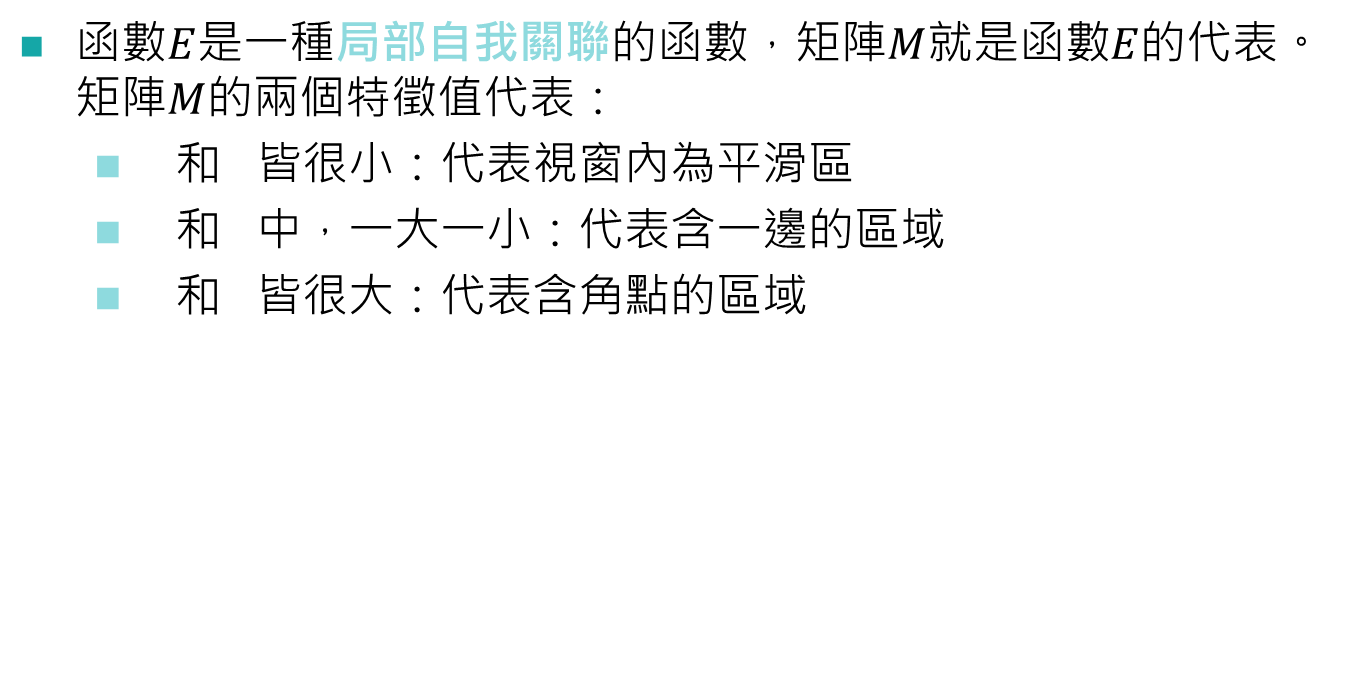 函數E是一種局部自我關聯的函數，矩陣M就是函數E的代表。
矩陣M的兩個特徵值代表：
和 皆很小：代表視窗內為平滑區
和 中，一大一小：代表含一邊的區域
和 皆很大：代表含角點的區域